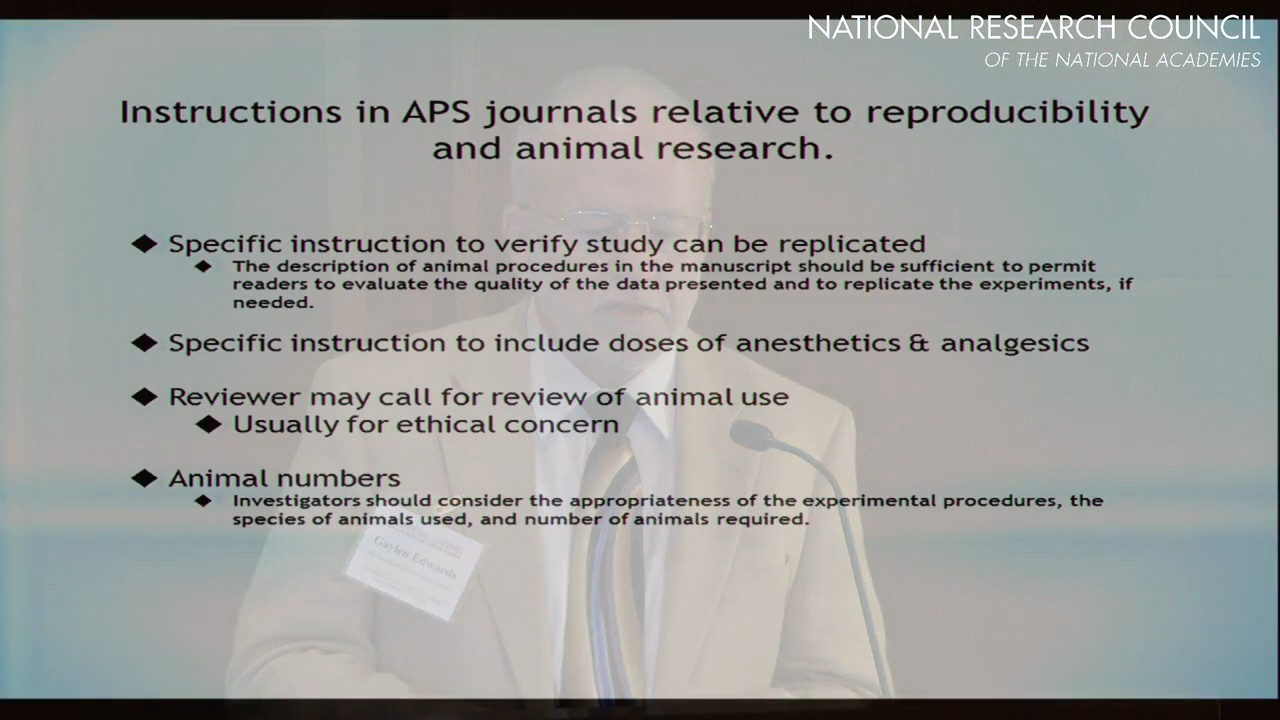 NATIONAL RESEARCH COUNCIL
OF THE NATIONAL ACADEMIES
Instructions in APS journals relative to reproducibility
and animal research.
Specific instruction to verify study can be replicated
The description of animal procedures in the manuscript should be sufficient to permit
readers to evaluate the quality of the data presented and to replicate the experiments, if
needed.
Specific instruction to include doses of anesthetics & analgesics
Reviewer may call for review of animal use
Usually for ethical concern
Animal numbers
Investigators should consider the appropriateness of the experimental procedures, the
species of animals used, and number of animals required.
Gaylen Edwards